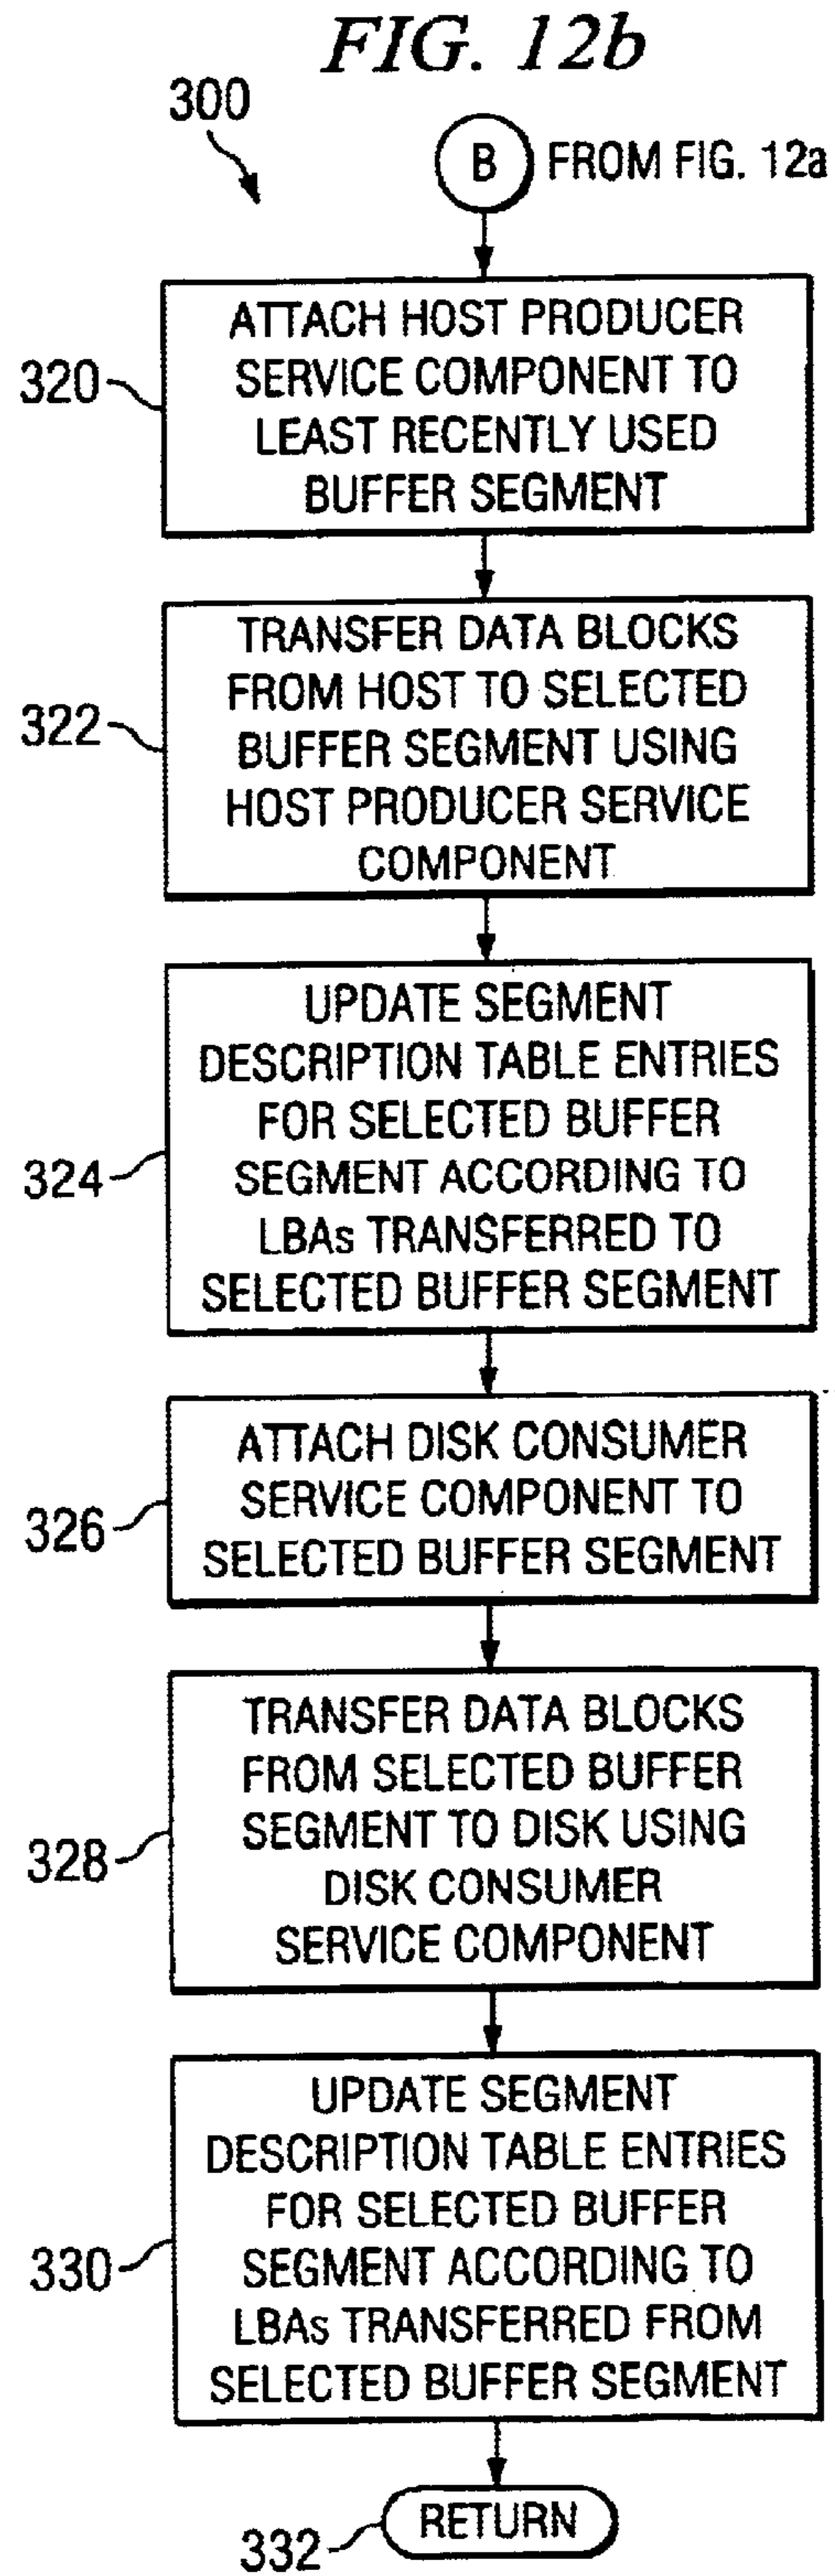 FIG. 12b
300
B FROM FIG. 12a
320
ATTACH HOST PRODUCER
SERVICE COMPONENT TO
LEAST RECENTLY USED
BUFFER SEGMENT
322
TRANSFER DATA BLOCKS
FROM HOST TO SELECTED
BUFFER SEGMENT USING
HOST PRODUCER SERVICE
COMPONENT
324
UPDATE SEGMENT
DESCRIPTION TABLE ENTRIES
FOR SELECTED BUFFER
SEGMENT ACCORDING TO
LBAs TRANSFERRED TO
SELECTED BUFFER SEGMENT
326
ATTACH DISK CONSUMER
SERVICE COMPONENT TO
SELECTED BUFFER SEGMENT
328
TRANSFER DATA BLOCKS
FROM SELECTED BUFFER
SEGMENT TO DISK USING
DISK CONSUMER
SERVICE COMPONENT
330
UPDATE SEGMENT
DESCRIPTION TABLE ENTRIES
FOR SELECTED BUFFER
SEGMENT ACCORDING TO
LBAs TRANSFERRED FROM
SELECTED BUFFER SEGMENT
332
RETURN